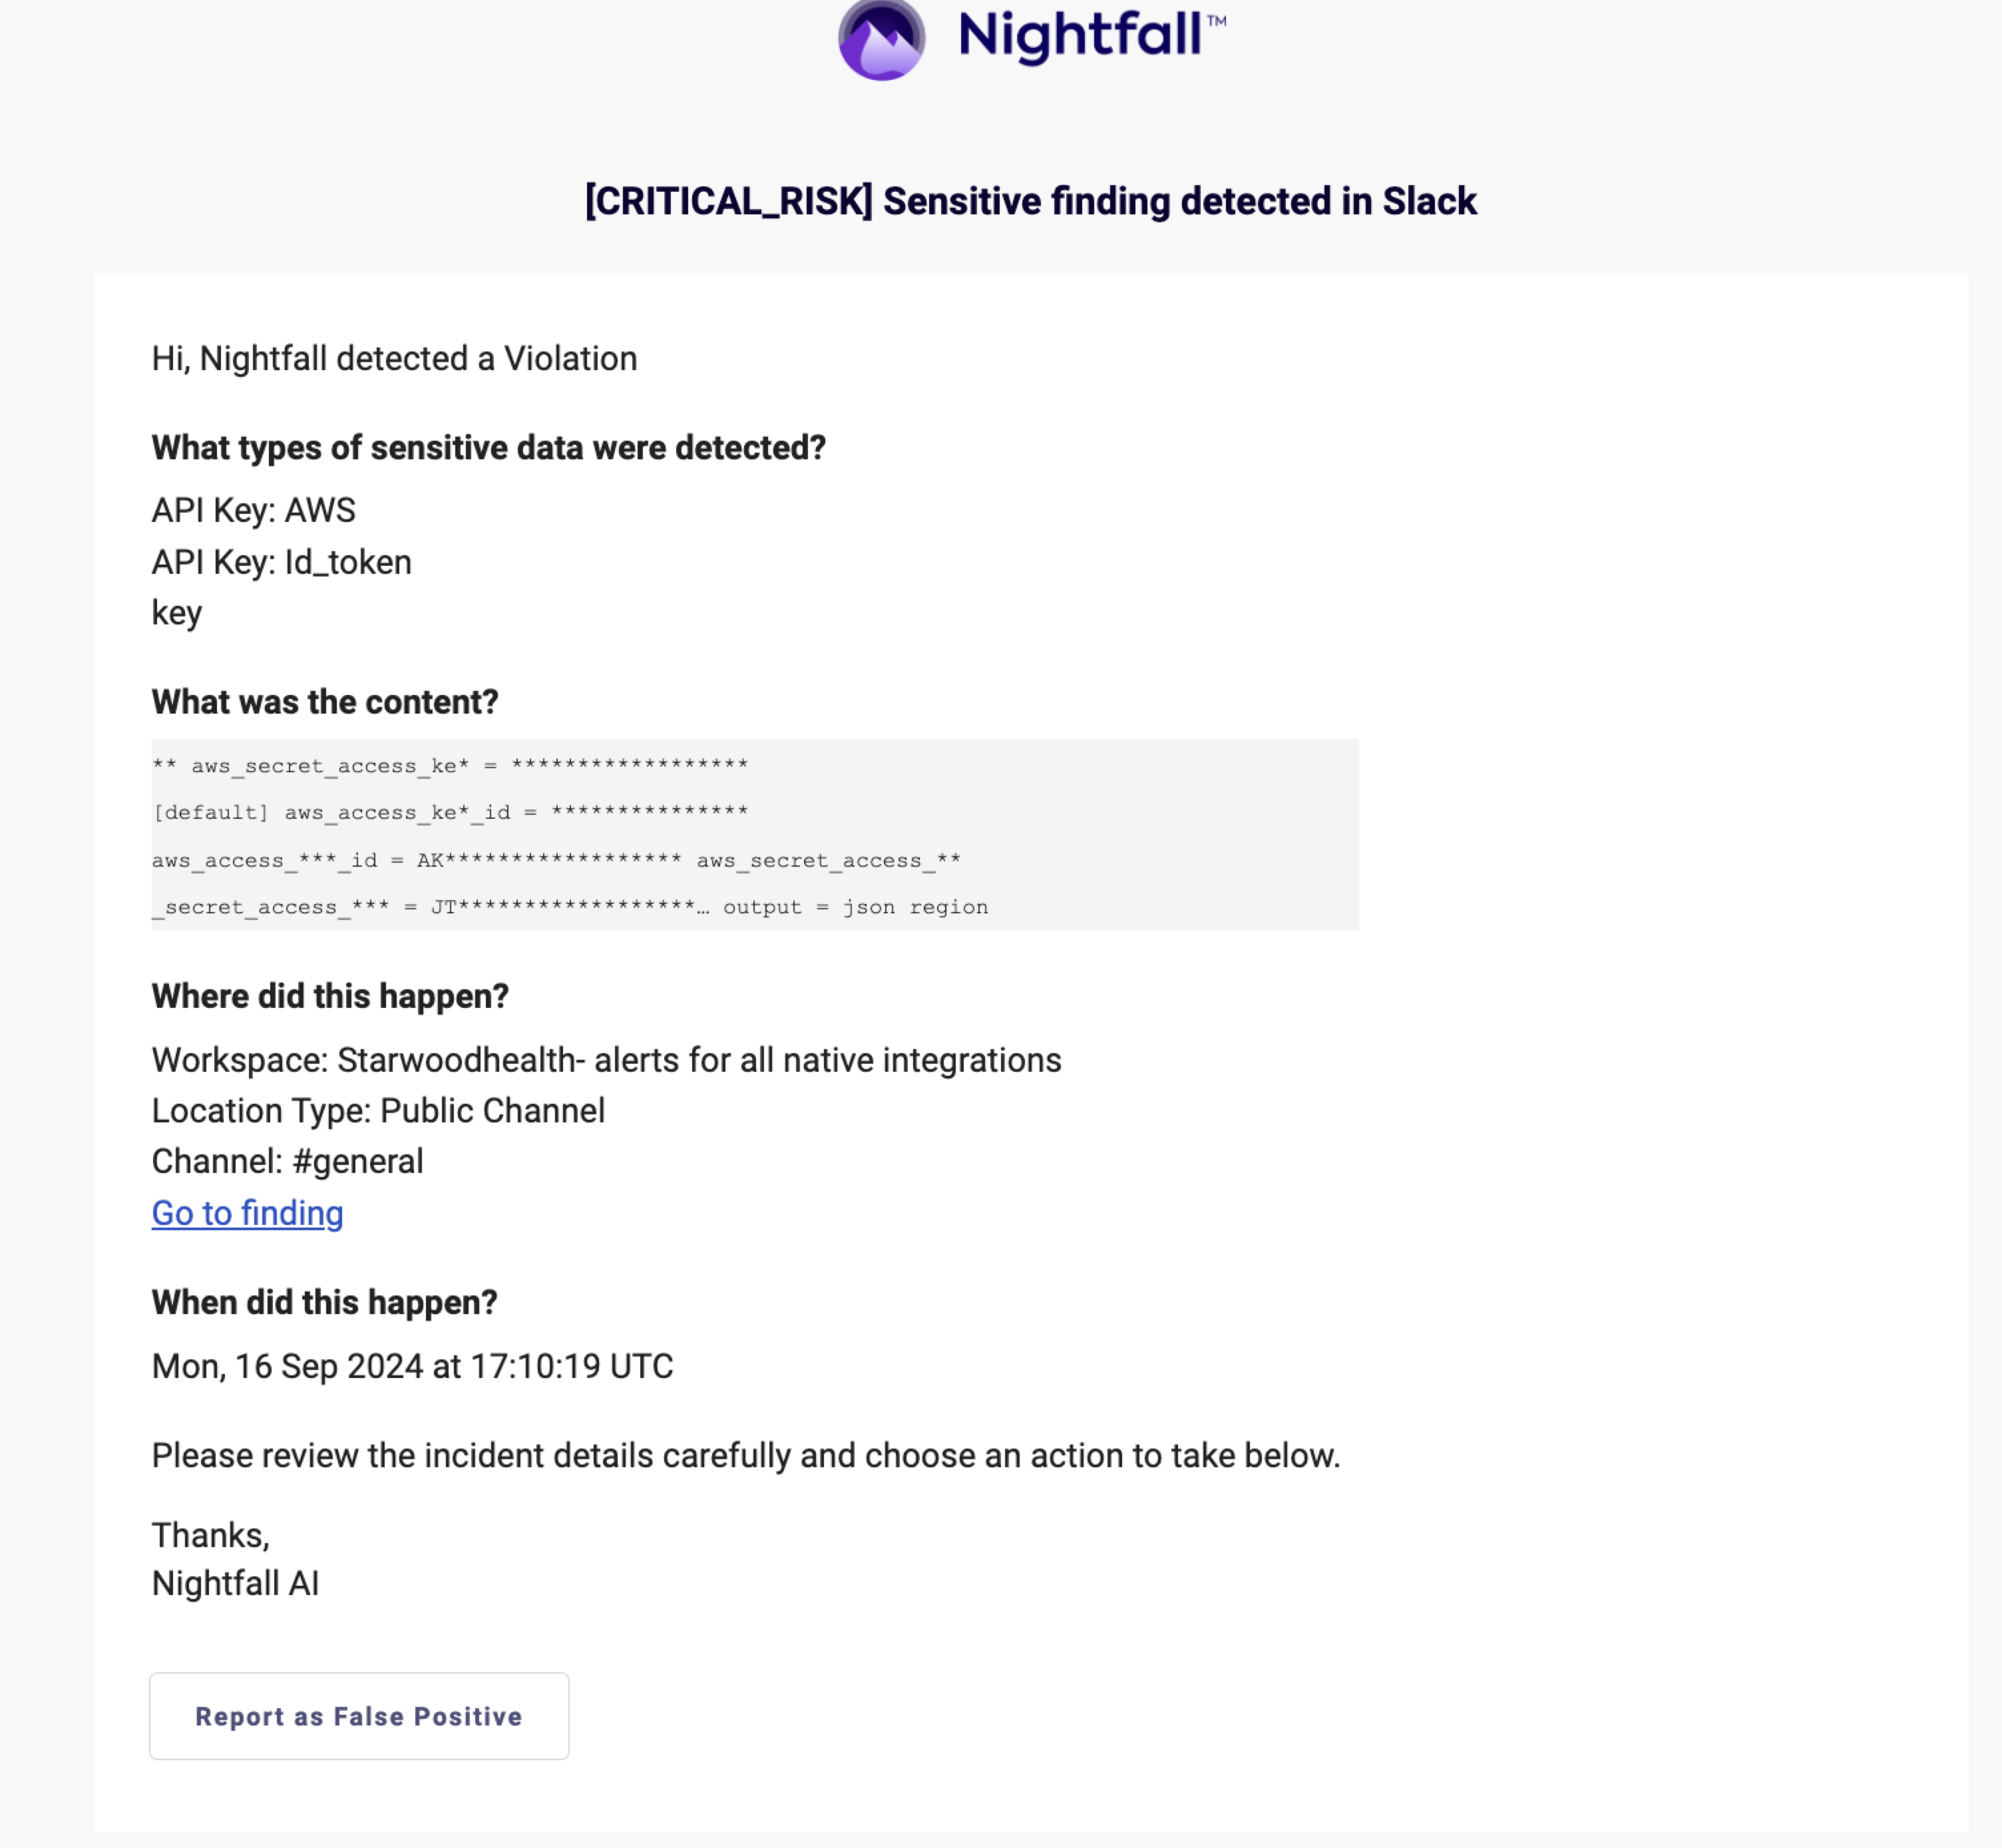 Nightfall™
[CRITICAL_RISK] Sensitive finding detected in Slack
Hi, Nightfall detected a Violation
What types of sensitive data were detected?
API Key: AWS
API Key: Id_token
key
What was the content?
** aws_secret_access_ke* = ******************
[default] aws_access_ke*_id = ***************
aws_access_***_id = AK****************** aws_secret_access_**
_secret_access_*** = JT******************… output = json region
Where did this happen?
Workspace: Starwoodhealth- alerts for all native integrations
Location Type: Public Channel
Channel: #general
Go to finding
When did this happen?
Mon, 16 Sep 2024 at 17:10:19 UTC
Please review the incident details carefully and choose an action to take below.
Thanks,
Nightfall AI
Report as False Positive